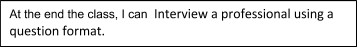 At the end the class, I can  Interview a professional using a
question format.